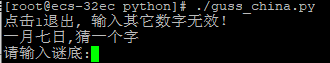 [root@ecs-32ec python]# ./guss_china.py
点击1退出, 输入其它数字无效!
一月七日,猜一个字
请输入谜底: